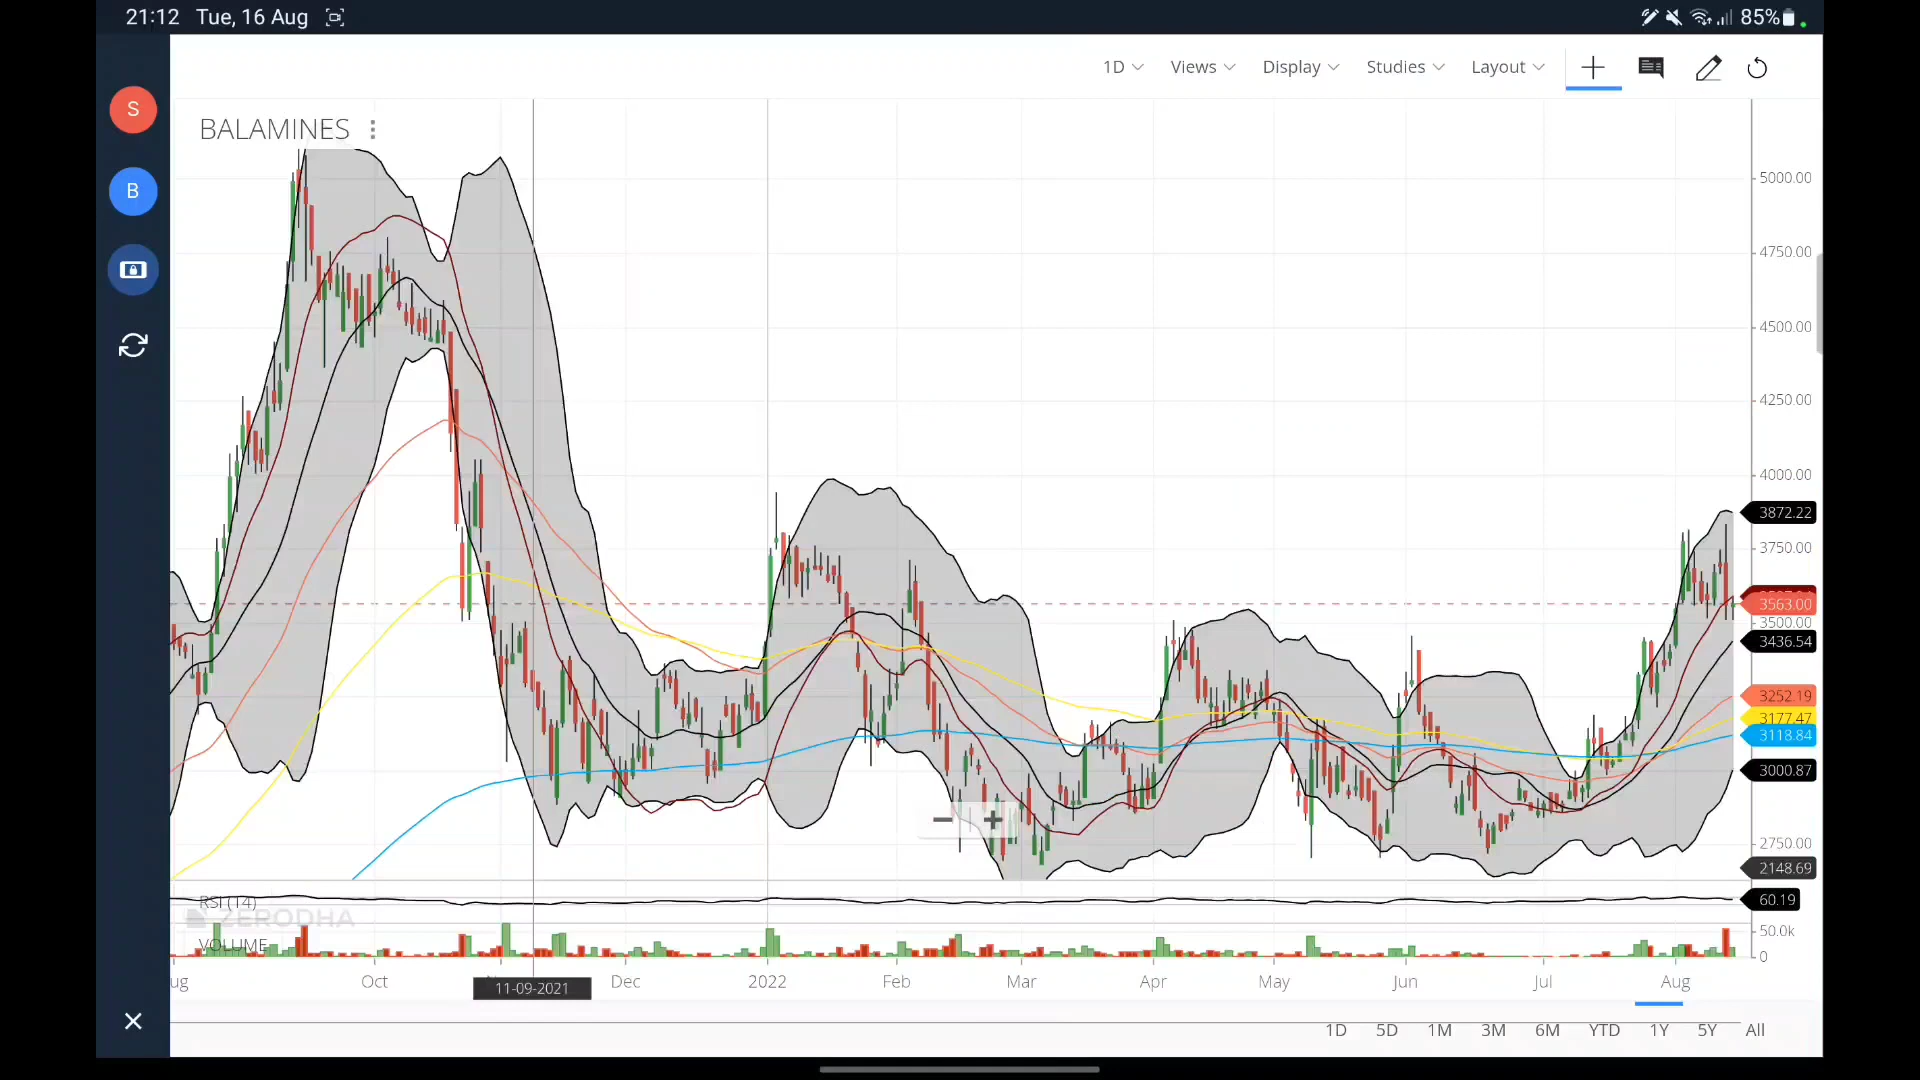 21:12 Tue, 16 Aug 85%
1D Views Display Studies Layout
S
BALAMINES
B
5000.00
4750.00
4500.00
4250.00
4000.00
3872.22
3750.00
3563.00
3500.00
3436.54
3252.19
3177.47
3118.84
3000.87
2750.00
2148.69
RSI (14)
60.19
ZERODHA
VOLUME
50.0k
0
ug Oct Dec 2022 Feb Mar Apr May Jun Jul Aug
11-09-2021
1D 5D 1M 3M 6M YTD 1Y 5Y All